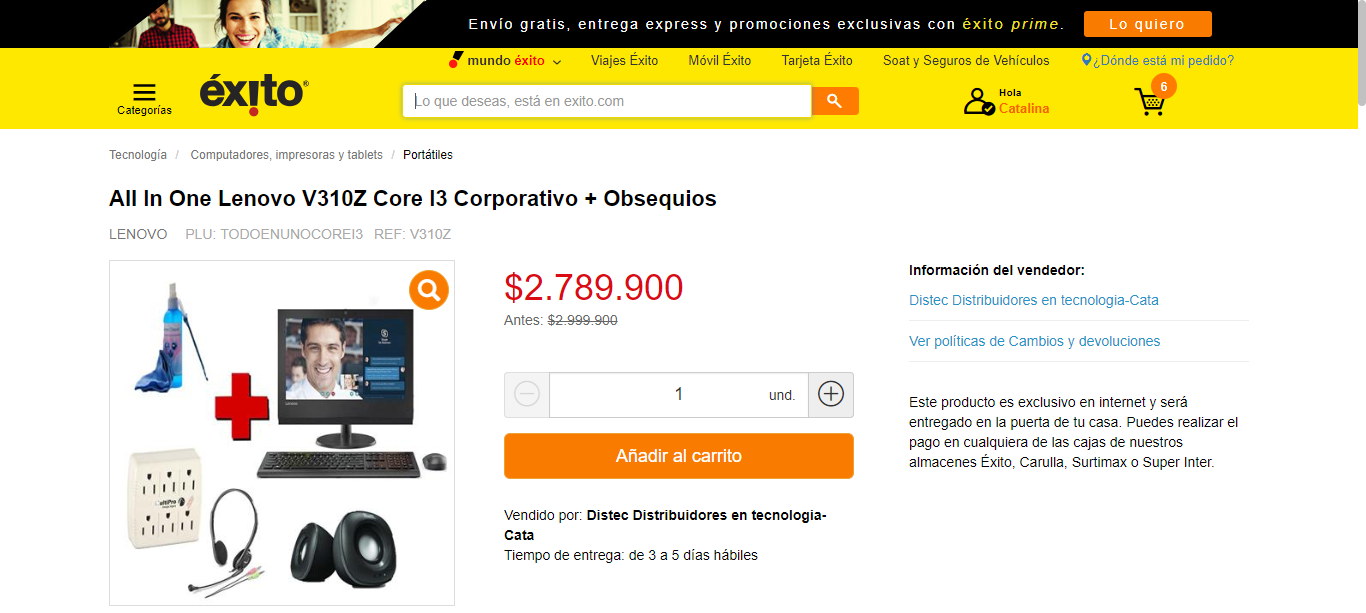 Envío gratis, entrega express y promociones exclusivas con éxito prime.
Lo quiero
mundo éxito
Viajes Éxito
Móvil Éxito
Tarjeta Éxito
Soat y Seguros de Vehículos
¿Dónde está mi pedido?
Categorías
éxito®
Lo que deseas, está en exito.com
Hola
Catalina
6
Tecnología / Computadores, impresoras y tablets / Portátiles
All In One Lenovo V310Z Core I3 Corporativo + Obsequios
LENOVO PLU: TODOENUNOCOREI3 REF: V310Z
$2.789.900
Antes: $2.999.900
1 und.
Añadir al carrito
Vendido por: Distec Distribuidores en tecnologia-
Cata
Tiempo de entrega: de 3 a 5 días hábiles
Información del vendedor:
Distec Distribuidores en tecnologia-Cata
Ver políticas de Cambios y devoluciones
Este producto es exclusivo en internet y será
entregado en la puerta de tu casa. Puedes realizar el
pago en cualquiera de las cajas de nuestros
almacenes Éxito, Carulla, Surtimax o Super Inter.